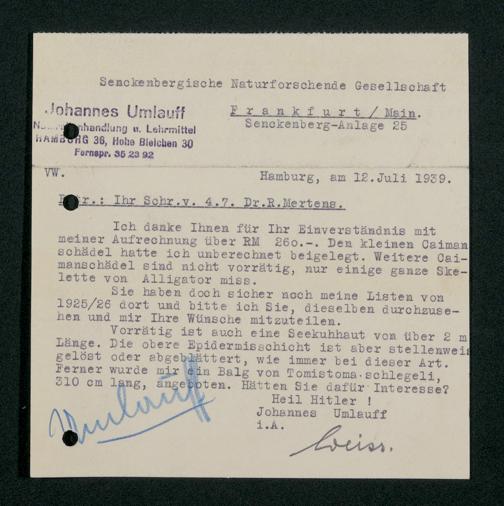 Senckenbergische Naturforschende Gesellschaft
Johannes Umlauff
Frankfurt/Main.
handlung u. Lehrmittel
Senckenberg-Anlage 25
HAMBURG 36, Hohe Bleichen 30
Fernspr. 35 23 92
VW.
Hamburg, am 12.Juli 1939.
r.: Ihr Schr.v. 4.7. Dr.R.Mertens.
Ich danke Ihnen für Ihr Einverständnis mit
meiner Aufrechnung über RM 260.-. Den kleinen Caiman
schädel hatte ich unberechnet beigelegt. Weitere Cai-
manschädel sind nicht vorrätig, nur einige ganze Ske-
lette von Alligator miss.
Sie haben doch sicher noch meine Listen von
1925/26 dort und bitte ich Sie, dieselben durchzuse-
hen und mir Ihre Wünsche mitzuteilen.
Vorrätig ist auch eine Seekuhhaut von über 2 m
Länge. Die obere Epidermisschicht ist aber stellenwei
gelöst oder abgeblättert, wie immer bei dieser Art.
Ferner wurde mir ein Balg von Tomistoma schlegeli,
310 cm lang, angeboten. Hätten Sie dafür Interesse?
Heil Hitler !
Johannes Umlauff
i.A.
Umlauff
Weiss.